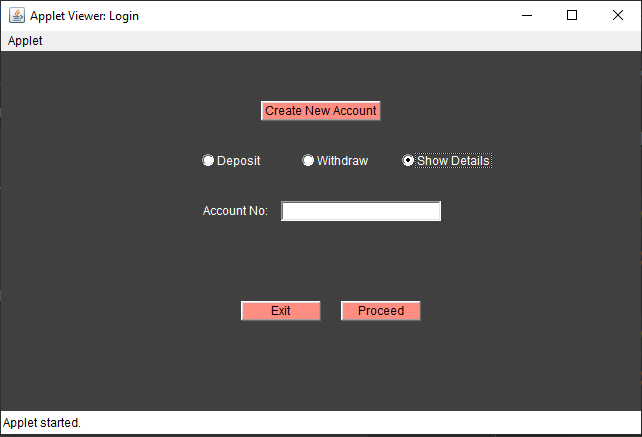 Applet Viewer: Login
Applet
Create New Account
Deposit Withdraw Show Details
Account No:
Exit Proceed
Applet started.